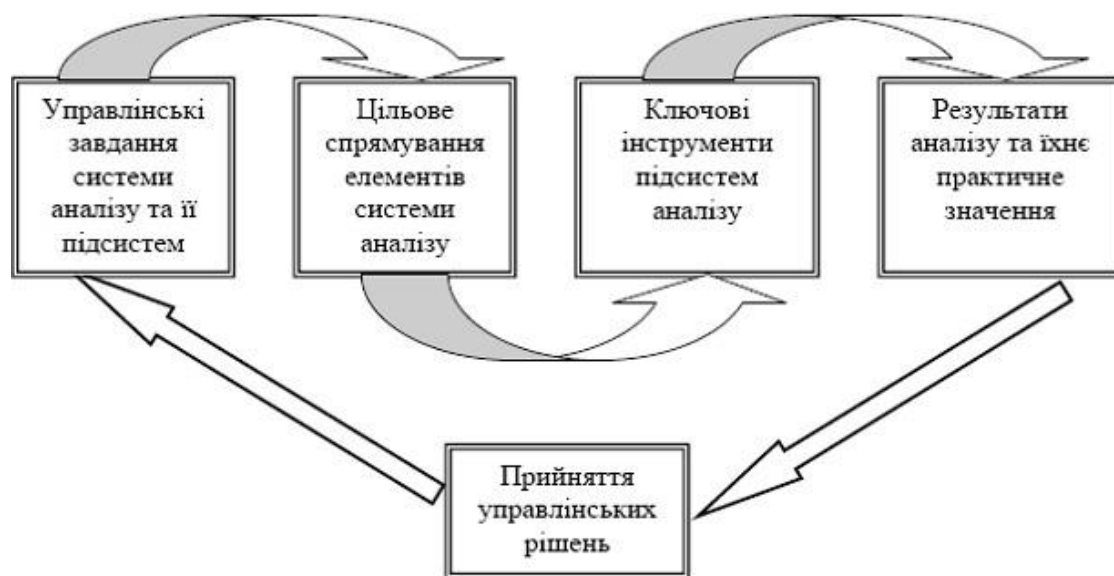 Управлінські
завдання
системи
аналізу та її
підсистем
Цільове
спрямування
елементів
системи
аналізу
Ключові
інструменти
підсистем
аналізу
Результати
аналізу та їхнє
практичне
значення
Прийняття
управлінських
рішень